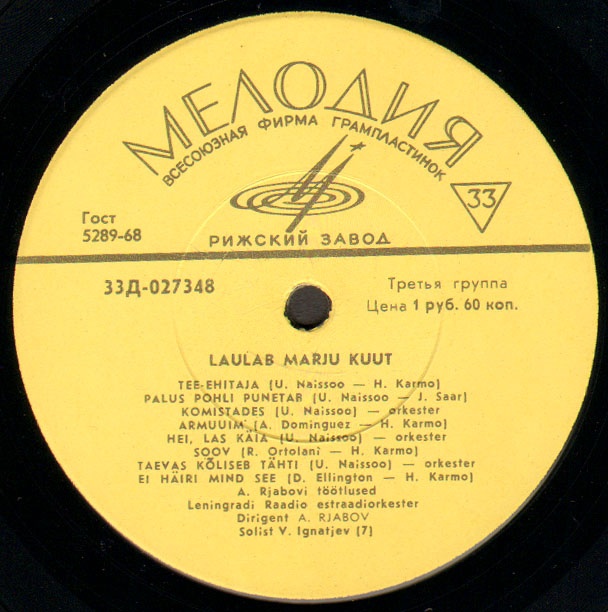 МЕЛОДИЯ
ВСЕСОЮЗНАЯ ФИРМА ГРАМПЛАСТИНОК
33
Гост
5289-68
РИЖСКИЙ ЗАВОД
33Д-027348
Третья группа
Цена 1 руб. 60 коп.
LAULAB MARJU KUUT
TEE-EHITAJA (U. Naissoo — H. Karmo)
PALUS POHLI PUNETAB (U. Naissoo — J. Saar)
KOMISTADES (U. Naissoo) — orkester
ARMUUIM (A. Dominguez — H. Karmo)
HEI, LAS KÄIA (U. Naissoo) — orkester
SOOV (R. Ortolani — H. Karmo)
TAEVAS KÕLISEB TÄHTI (U. Naissoo) — orkester
EI HÄIRI MIND SEE (D. Ellington — H. Karmo)
A. Rjabovi töötlused
Leningradi Raadio estraadiorkester
Dirigent A. RJABOV
Solist V. Ignatjev (7)